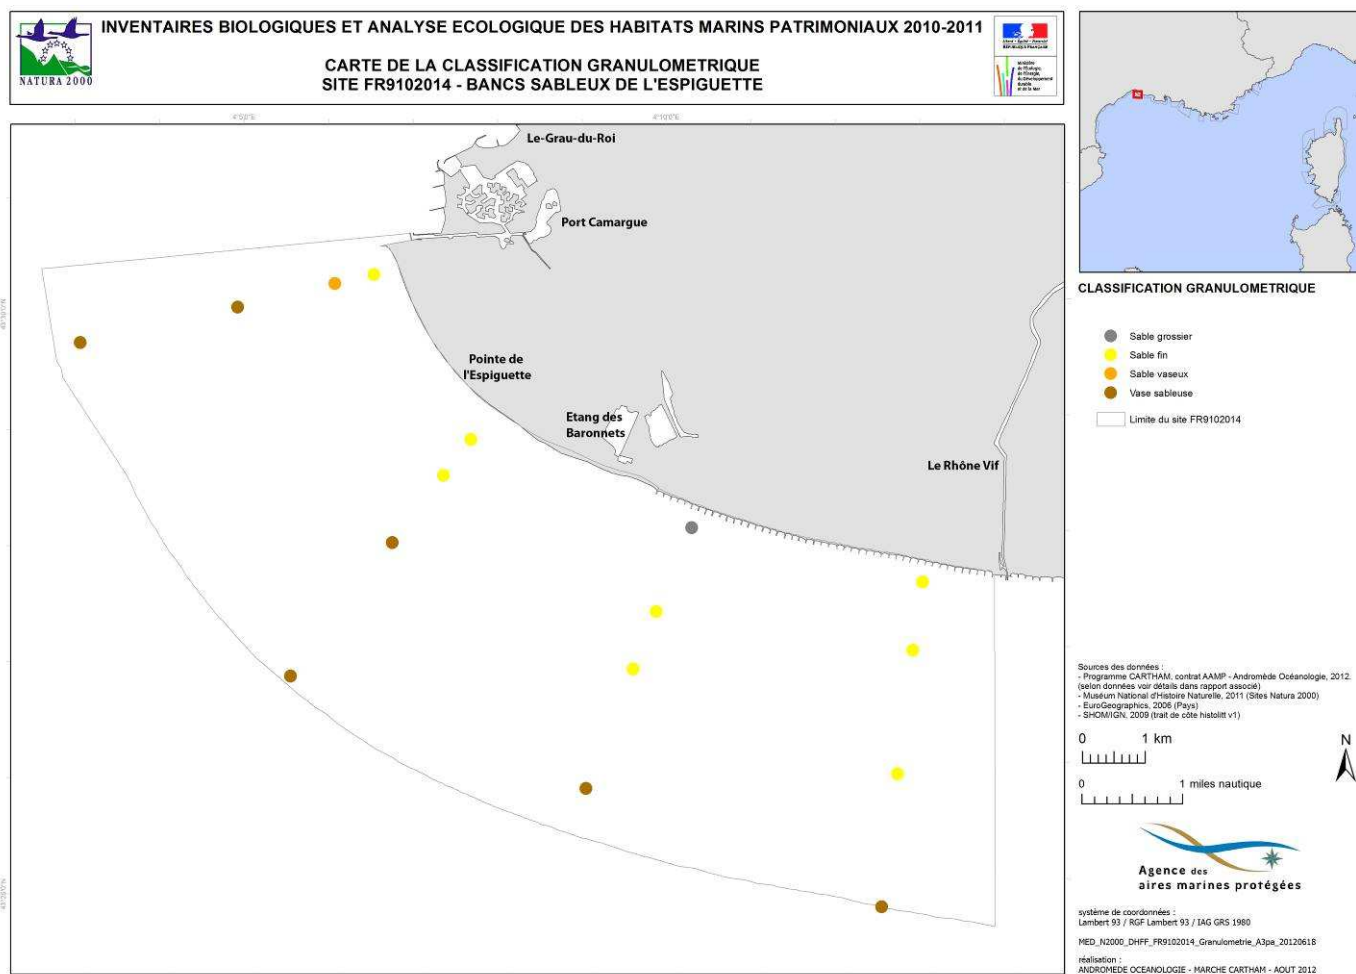 INVENTAIRES BIOLOGIQUES ET ANALYSE ECOLOGIQUE DES HABITATS MARINS PATRIMONIAUX 2010-2011
CARTE DE LA CLASSIFICATION GRANULOMETRIQUE
SITE FR9102014 - BANCS SABLEUX DE L'ESPIGUETTE
NATURA 2000
RÉPUBLIQUE FRANÇAISE
4°10'0"E
Le-Grau-du-Roi
Port Camargue
Pointe de
l'Espiguette
Etang des
Baronnets
Le Rhône Vif
CLASSIFICATION GRANULOMETRIQUE
Sable grossier
Sable fin
Sable vaseux
Vase sableuse
Limite du site FR9102014
Sources des données :
- Programme CARTHAM, contrat AAMP - Andromède Océanologie, 2012
(selon données voir détails dans rapport associé)
- Muséum National d'Histoire Naturelle, 2011 (Sites Natura 2000)
- EuroGeographics, 2006 (Pays)
- SHOM/IGN, 2009 (trait de côte histolitt v1)
0 1 km
N
0 1 miles nautique
Agence des
aires marines protégées
système de coordonnées :
Lambert 93 / RGF Lambert 93 / IAG GRS 1980
MED_N2000_DHFF_FR9102014_Granulometrie_A3pa_20120618
réalisation :
ANDROMEDE OCEANOLOGIE - MARCHE CARTHAM - AOUT 2012